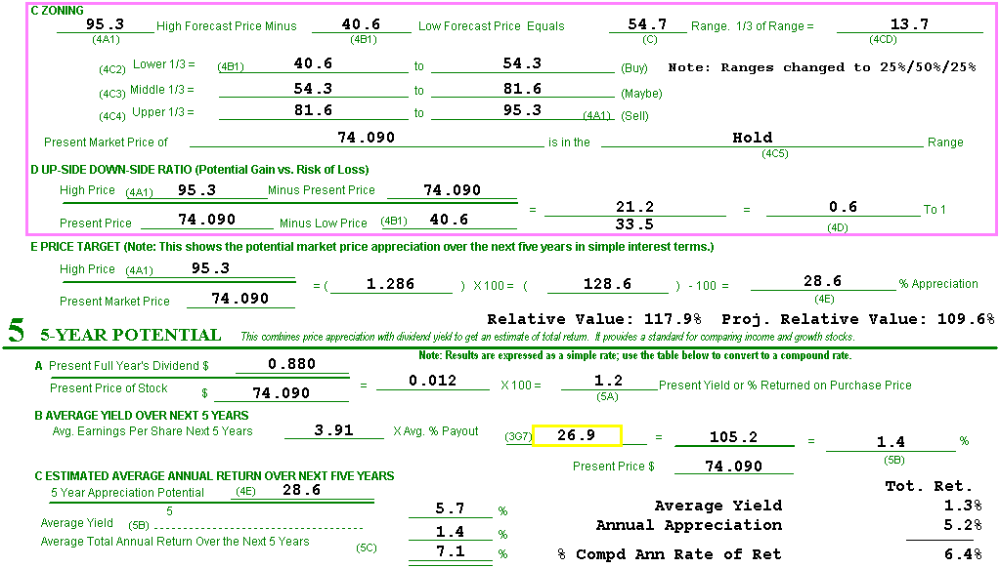 C ZONING
95.3 High Forecast Price Minus 40.6 Low Forecast Price Equals 54.7 Range. 1/3 of Range = 13.7
(4A1) (4B1) (C) (4CD)
(4C2) Lower 1/3 = (4B1) 40.6 to 54.3 (Buy) Note: Ranges changed to 25%/50%/25%
(4C3) Middle 1/3 = 54.3 to 81.6 (Maybe)
(4C4) Upper 1/3 = 81.6 to 95.3 (4A1) (Sell)
Present Market Price of 74.090 is in the Hold Range
(4C5)
D UP-SIDE DOWN-SIDE RATIO (Potential Gain vs. Risk of Loss)
High Price (4A1) 95.3 Minus Present Price 74.090
= 21.2 = 0.6 To 1
Present Price 74.090 Minus Low Price (4B1) 40.6 33.5 (4D)
E PRICE TARGET (Note: This shows the potential market price appreciation over the next five years in simple interest terms.)
High Price (4A1) 95.3
= ( 1.286 ) X 100 = ( 128.6 ) - 100 = 28.6 % Appreciation
Present Market Price 74.090 (4E)
Relative Value: 117.9% Proj. Relative Value: 109.6%
5 5-YEAR POTENTIAL This combines price appreciation with dividend yield to get an estimate of total return. It provides a standard for comparing income and growth stocks.
Note: Results are expressed as a simple rate; use the table below to convert to a compound rate.
A Present Full Year's Dividend $ 0.880
= 0.012 X 100 = 1.2 Present Yield or % Returned on Purchase Price
Present Price of Stock $ 74.090 (5A)
B AVERAGE YIELD OVER NEXT 5 YEARS
Avg. Earnings Per Share Next 5 Years 3.91 X Avg. % Payout (3G7) 26.9 = 105.2 = 1.4 %
Present Price $ 74.090 (5B)
C ESTIMATED AVERAGE ANNUAL RETURN OVER NEXT FIVE YEARS
5 Year Appreciation Potential (4E) 28.6 Tot. Ret.
5 5.7 % Average Yield 1.3%
Average Yield (5B) 1.4 % Annual Appreciation 5.2%
Average Total Annual Return Over the Next 5 Years (5C) 7.1 % % Compd Ann Rate of Ret 6.4%